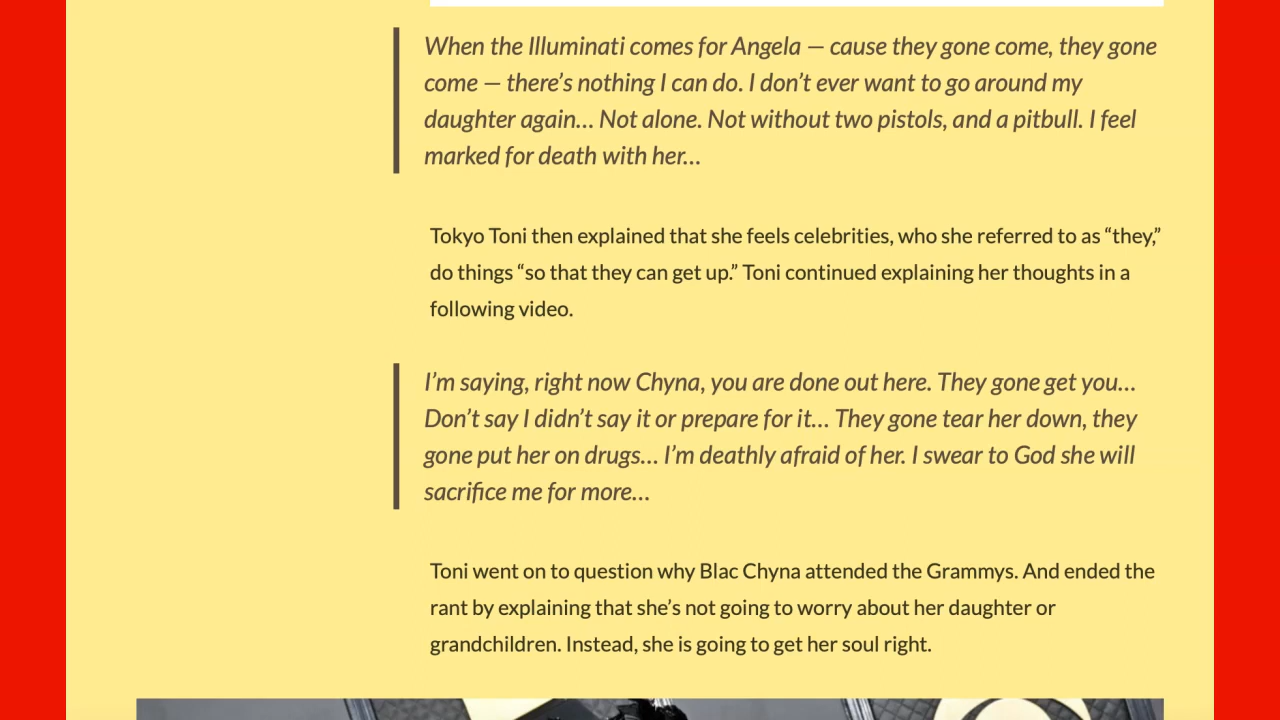 When the Illuminati comes for Angela — cause they gone come, they gone
come — there’s nothing I can do. I don’t ever want to go around my
daughter again… Not alone. Not without two pistols, and a pitbull. I feel
marked for death with her…
Tokyo Toni then explained that she feels celebrities, who she referred to as “they,”
do things “so that they can get up.” Toni continued explaining her thoughts in a
following video.
I’m saying, right now Chyna, you are done out here. They gone get you…
Don’t say I didn’t say it or prepare for it… They gone tear her down, they
gone put her on drugs… I’m deathly afraid of her. I swear to God she will
sacrifice me for more…
Toni went on to question why Blac Chyna attended the Grammys. And ended the
rant by explaining that she’s not going to worry about her daughter or
grandchildren. Instead, she is going to get her soul right.